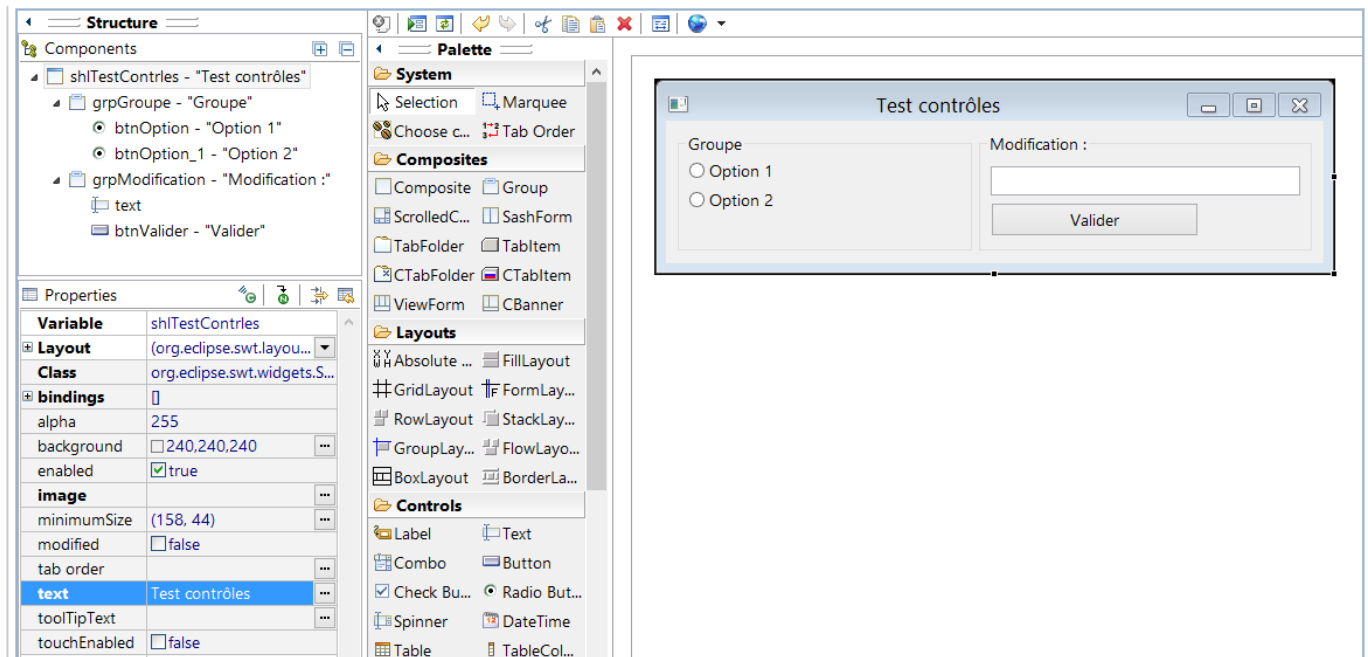 Structure
Components
shlTestContrles - "Test contrôles"
grpGroupe - "Groupe"
btnOption - "Option 1"
btnOption_1 - "Option 2"
grpModification - "Modification :"
text
btnValider - "Valider"
Properties
Variable shlTestContrles
Layout (org.eclipse.swt.layou...
Class org.eclipse.swt.widgets.S...
bindings []
alpha 255
background 240,240,240
enabled true
image
minimumSize (158, 44)
modified false
tab order
text Test contrôles
toolTipText
touchEnabled false
Palette
System
Selection Marquee
Choose c... Tab Order
Composites
Composite Group
ScrolledC... SashForm
TabFolder TabItem
CTabFolder CTabItem
ViewForm CBanner
Layouts
Absolute ... FillLayout
GridLayout FormLay...
RowLayout StackLay...
GroupLay... FlowLayo...
BoxLayout BorderLa...
Controls
Label Text
Combo Button
Check Bu... Radio But...
Spinner DateTime
Table TableCol...
Test contrôles
Groupe
Option 1
Option 2
Modification :
Valider